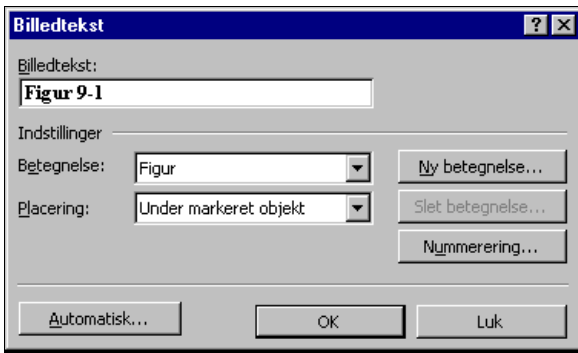 Billedtekst
Billedtekst:
Figur 9-1
Indstillinger
Betegnelse: Figur Ny betegnelse...
Placering: Under markeret objekt Slet betegnelse...
Nummerering...
Automatisk... OK Luk